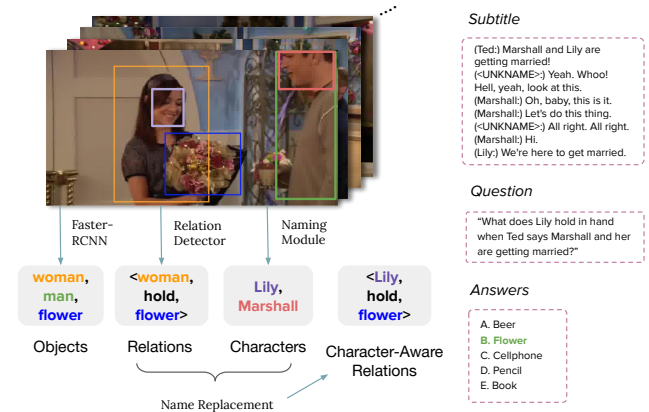 Subtitle
(Ted:) Marshall and Lily are
getting married!
(<UNKNAME>:) Yeah. Whoo!
Hell, yeah, look at this.
(Marshall:) Oh, baby, this is it.
(Marshall:) Let's do this thing.
(<UNKNAME>:) All right. All right.
(Marshall:) Hi.
(Lily:) We're here to get married.
Question
"What does Lily hold in hand
when Ted says Marshall and her
are getting married?"
Answers
A. Beer
B. Flower
C. Cellphone
D. Pencil
E. Book
Faster-
RCNN
Relation
Detector
Naming
Module
woman,
man,
flower
<woman,
hold,
flower>
Lily,
Marshall
<Lily,
hold,
flower>
Objects
Relations
Characters
Character-Aware
Relations
Name Replacement